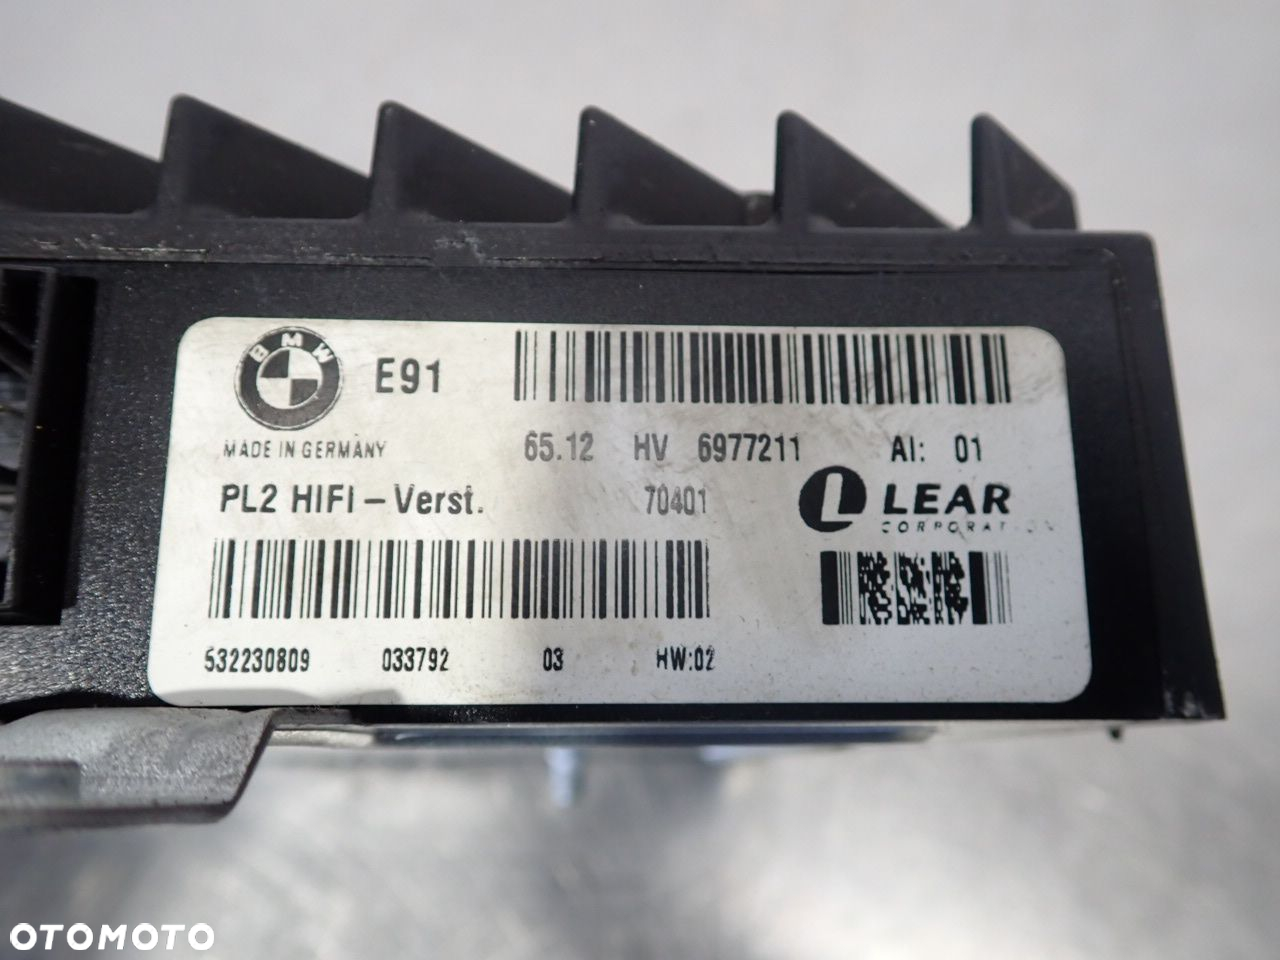 BMW E91
MADE IN GERMANY 65.12 HV 6977211 AI: 01
PL2 HIFI – Verst. 70401 LEAR
CORPORATION
532230809 033792 03 HW:02
OTOMOTO